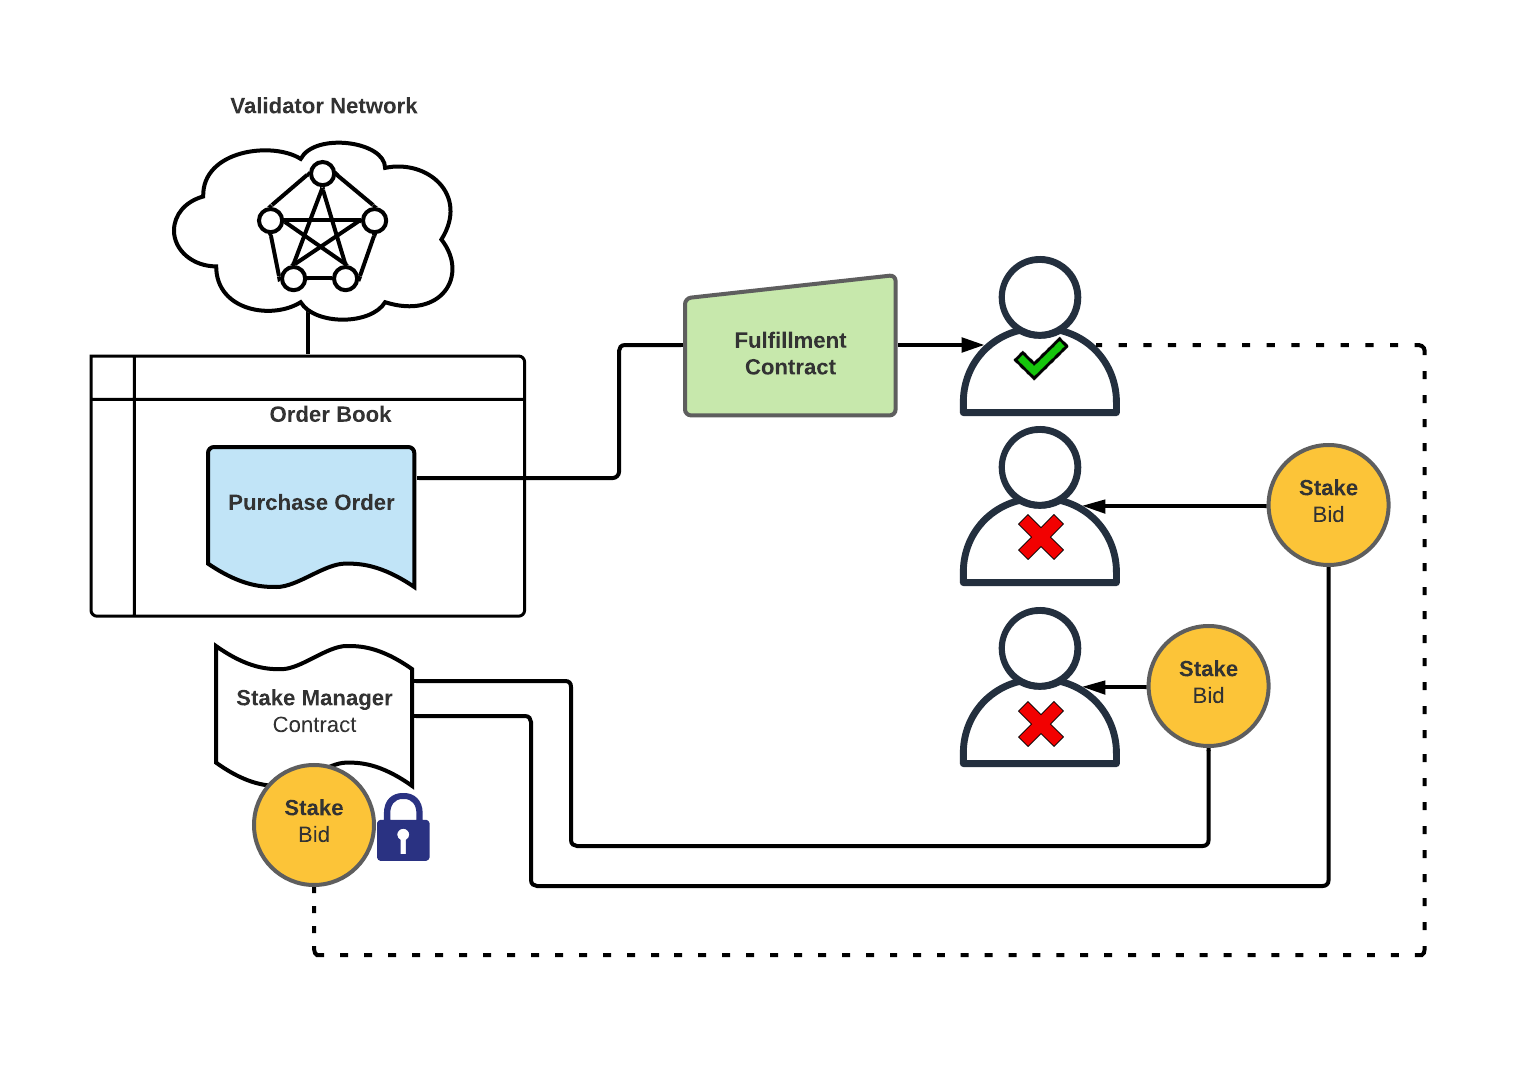 Validator Network
Order Book
Purchase Order
Fulfillment
Contract
Stake
Bid
Stake
Bid
Stake Manager
Contract
Stake
Bid